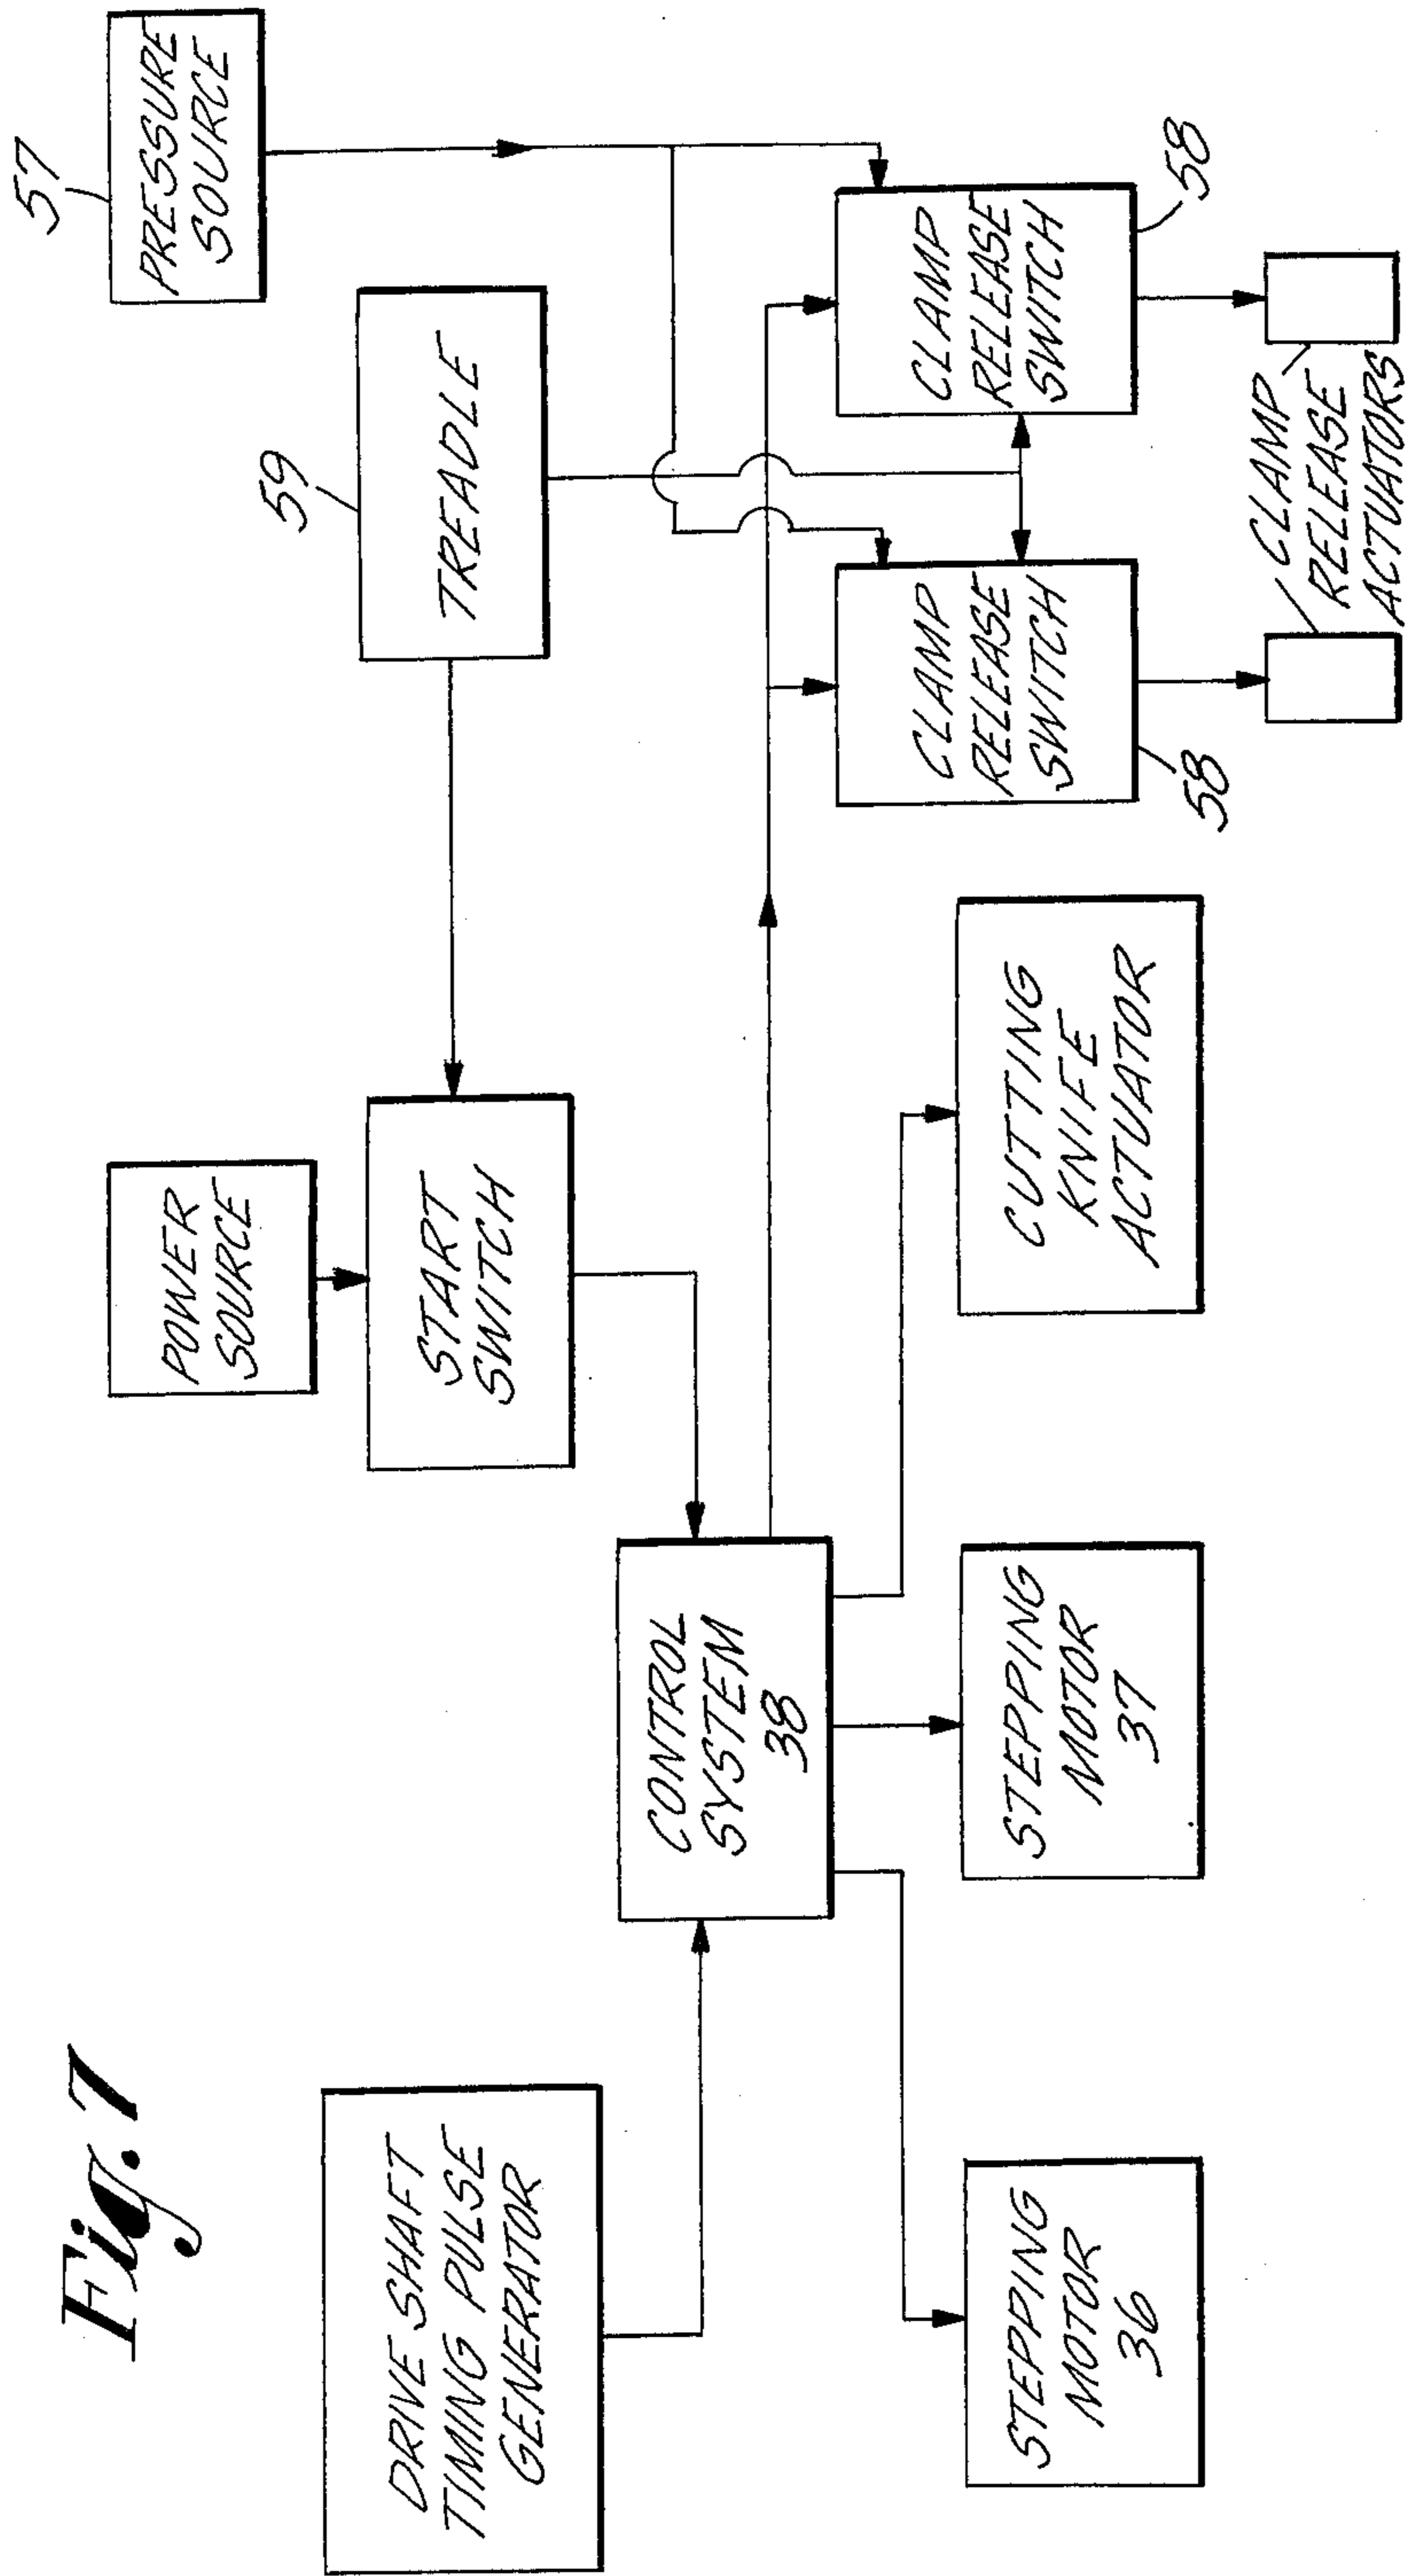 Fig. 7
DRIVE SHAFT
TIMING PULSE
GENERATOR
POWER
SOURCE
START
SWITCH
57
PRESSURE
SOURCE
59
TREADLE
CONTROL
SYSTEM
38
STEPPING
MOTOR
36
STEPPING
MOTOR
37
CUTTING
KNIFE
ACTUATOR
CLAMP
RELEASE
SWITCH
58
CLAMP
RELEASE
SWITCH
58
CLAMP
RELEASE
ACTUATORS